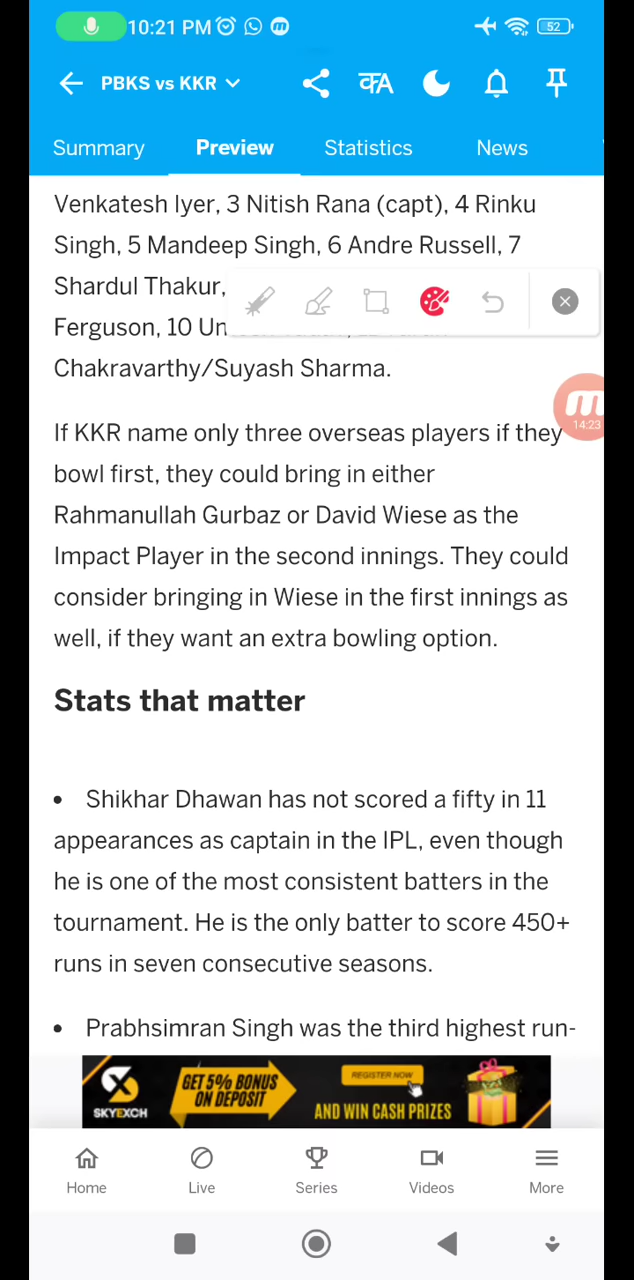 10:21 PM
52
PBKS vs KKR
Summary Preview Statistics News
Venkatesh Iyer, 3 Nitish Rana (capt), 4 Rinku
Singh, 5 Mandeep Singh, 6 Andre Russell, 7
Shardul Thakur,
Ferguson, 10
Chakravarthy/Suyash Sharma.
14:23
If KKR name only three overseas players if they
bowl first, they could bring in either
Rahmanullah Gurbaz or David Wiese as the
Impact Player in the second innings. They could
consider bringing in Wiese in the first innings as
well, if they want an extra bowling option.
Stats that matter
• Shikhar Dhawan has not scored a fifty in 11
appearances as captain in the IPL, even though
he is one of the most consistent batters in the
tournament. He is the only batter to score 450+
runs in seven consecutive seasons.
• Prabhsimran Singh was the third highest run-
SKYEXCH
GET 5% BONUS
ON DEPOSIT
REGISTER NOW
AND WIN CASH PRIZES
Home Live Series Videos More